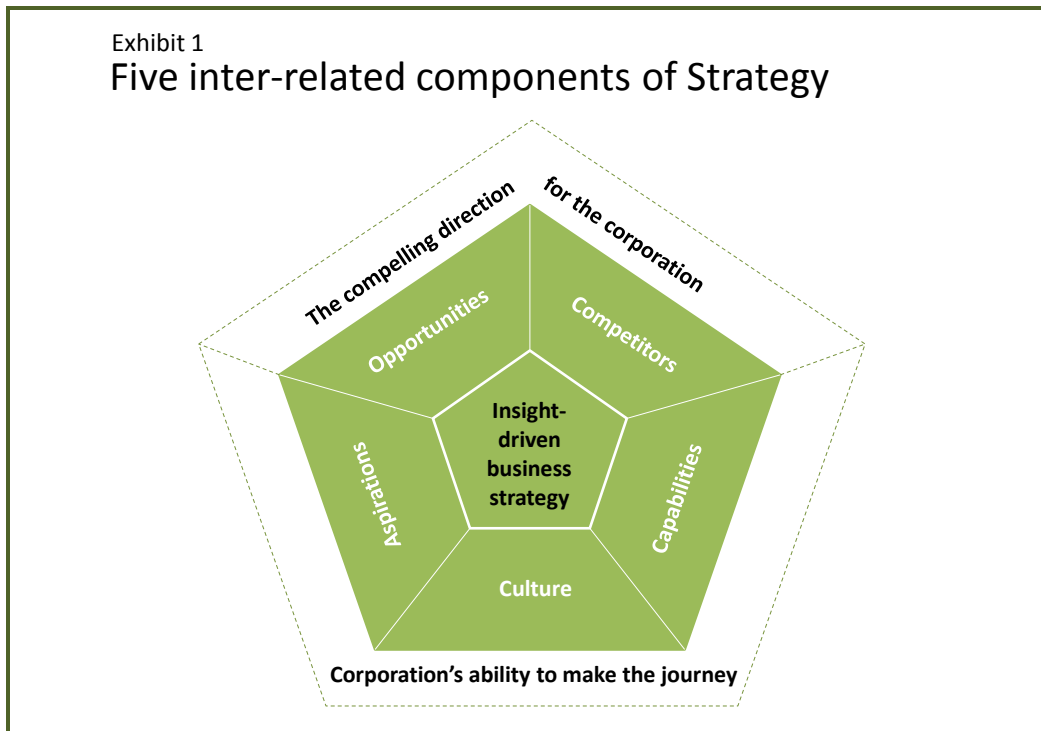 Exhibit 1
Five inter-related components of Strategy
The compelling direction
for the corporation
Opportunities
Competitors
Insight-
driven
business
strategy
Aspirations
Capabilities
Culture
Corporation’s ability to make the journey